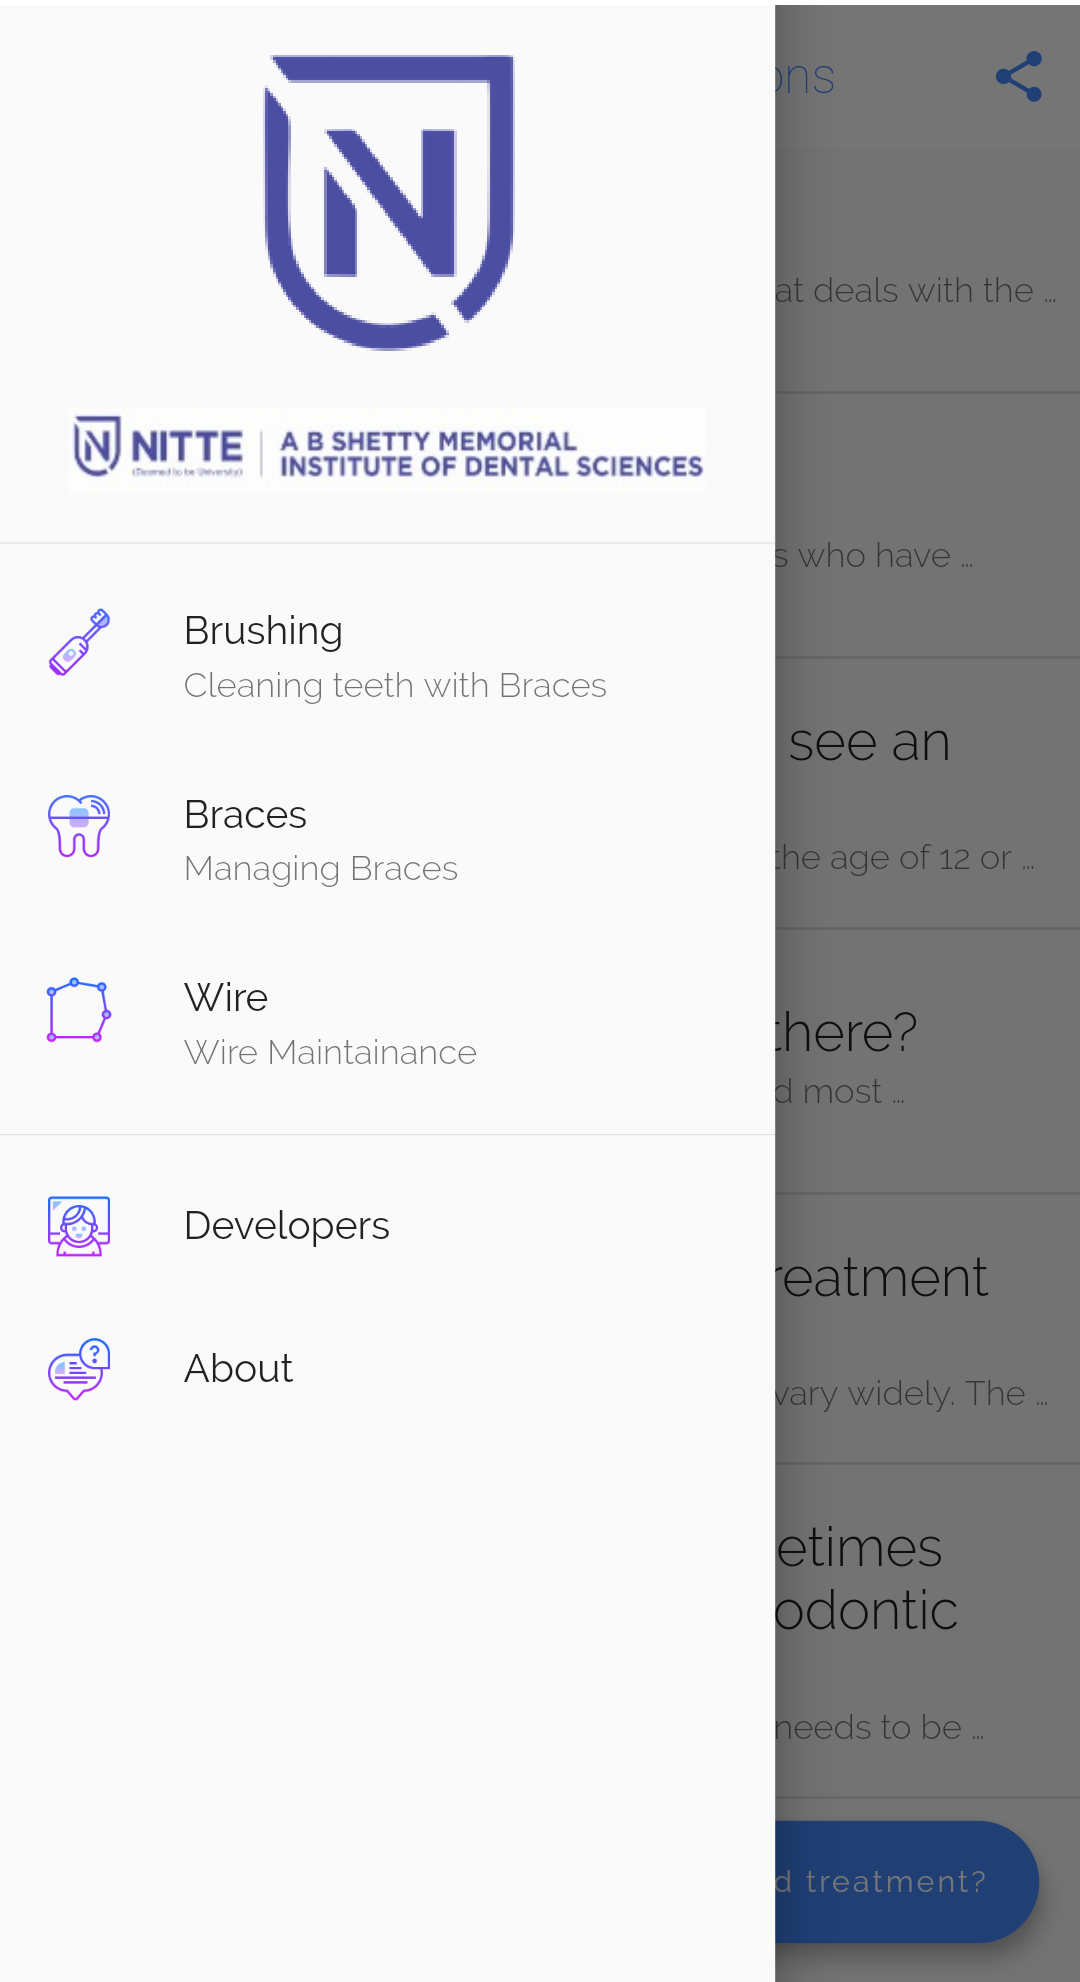 N
N NITTE
(Deemed to be University)
A B SHETTY MEMORIAL
INSTITUTE OF DENTAL SCIENCES
Brushing
Cleaning teeth with Braces
Braces
Managing Braces
Wire
Wire Maintainance
Developers
?
About
ons
at deals with the ...
s who have ...
see an
the age of 12 or ...
there?
d most ...
reatment
vary widely. The ...
etimes
odontic
needs to be ...
d treatment?